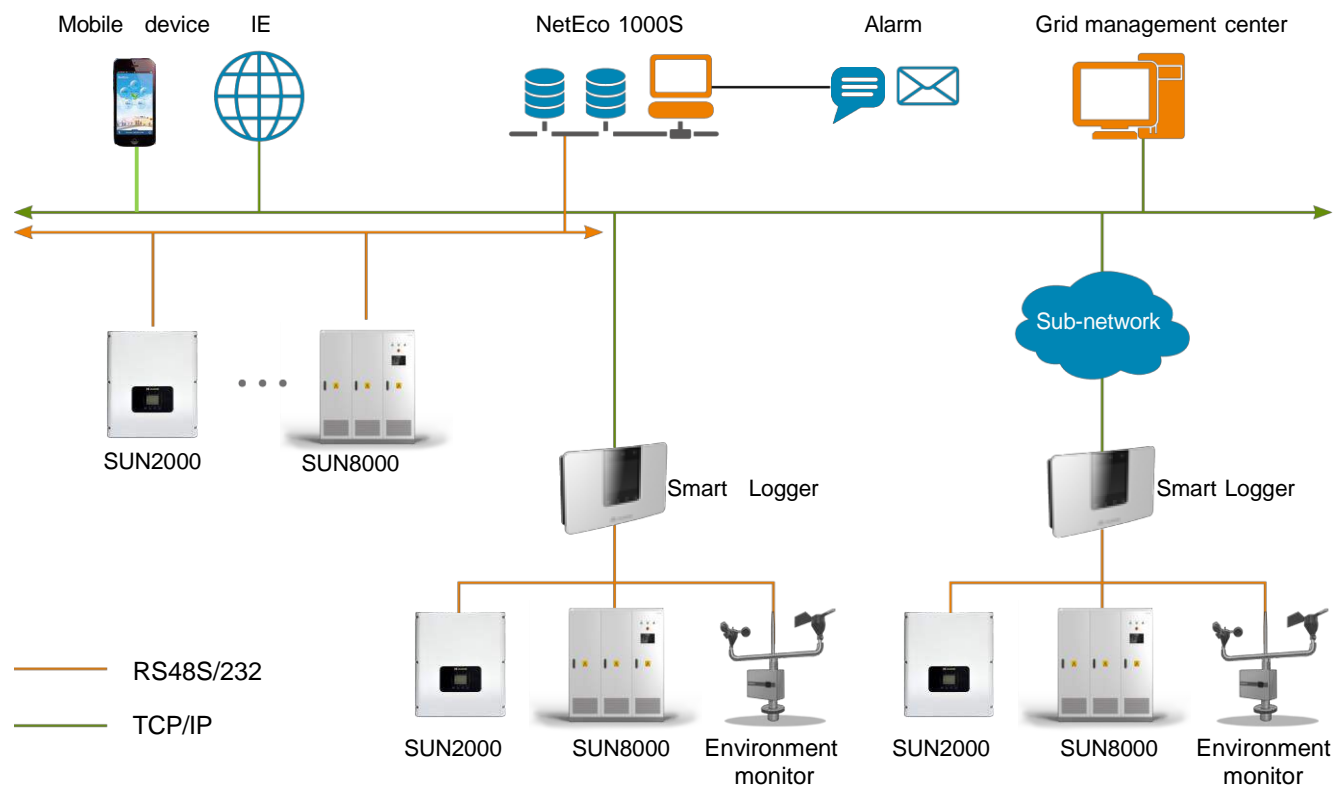 Mobile device
IE
NetEco 1000S
Alarm
Grid management center
Sub-network
SUN2000
SUN8000
Smart Logger
Smart Logger
RS48S/232
TCP/IP
SUN2000
SUN8000
Environment
monitor
SUN2000
SUN8000
Environment
monitor